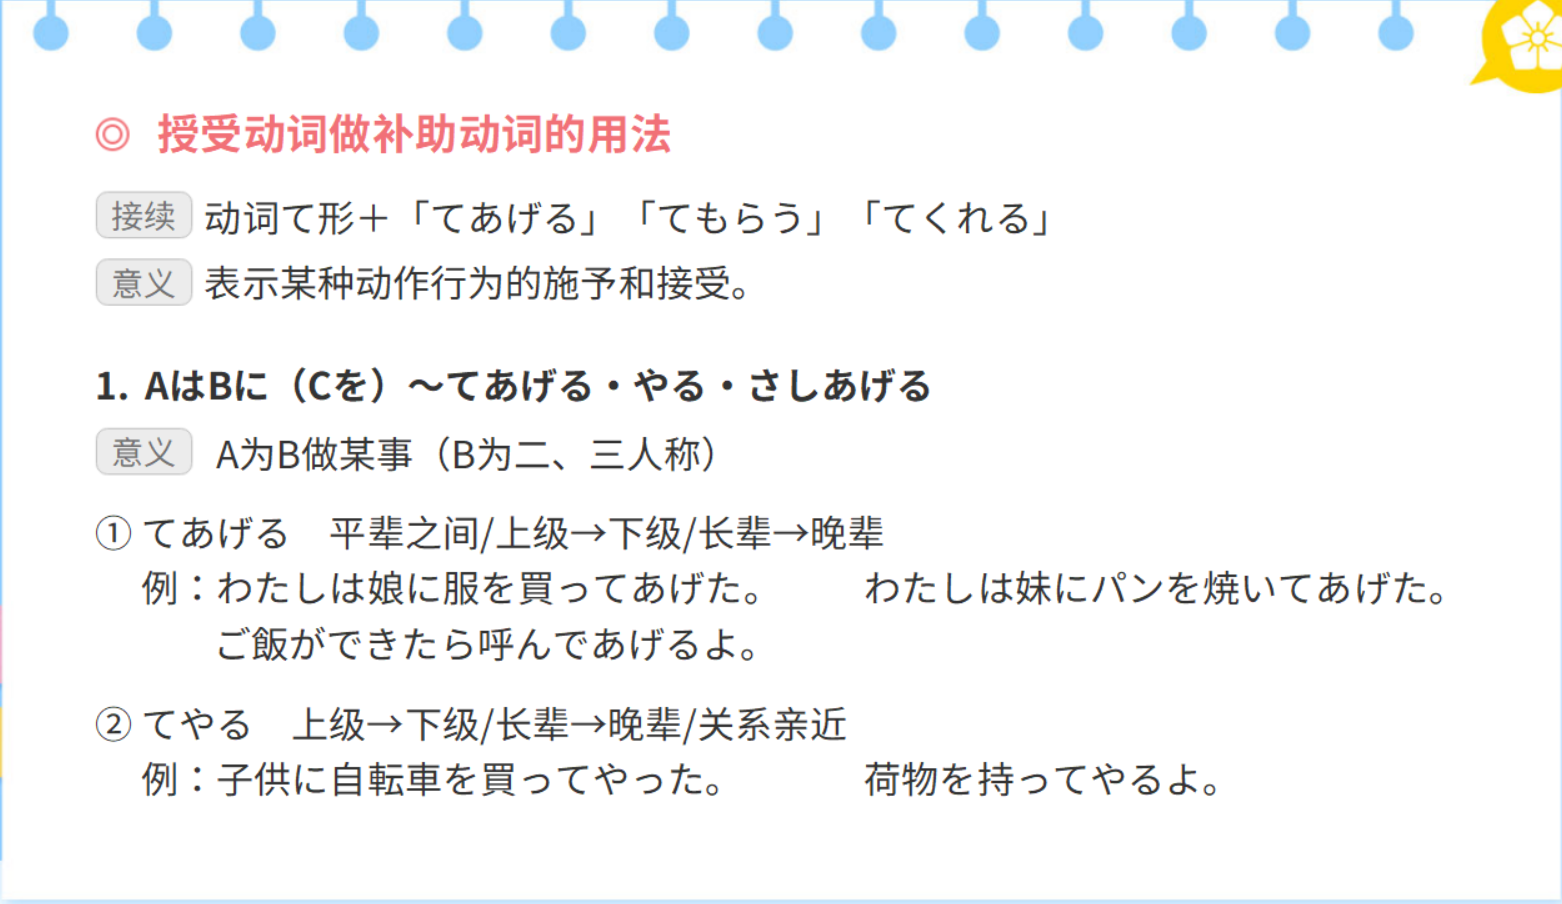 ◎ 授受动词做补助动词的用法
接续 动词て形＋「てあげる」「てもらう」「てくれる」
意义 表示某种动作行为的施予和接受。
1. AはBに（Cを）～てあげる・やる・さしあげる
意义 A为B做某事（B为二、三人称）
① てあげる 平辈之间/上级→下级/长辈→晚辈
例：わたしは娘に服を買ってあげた。 わたしは妹にパンを焼いてあげた。
ご飯ができたら呼んであげるよ。
② てやる 上级→下级/长辈→晚辈/关系亲近
例：子供に自転車を買ってやった。 荷物を持ってやるよ。